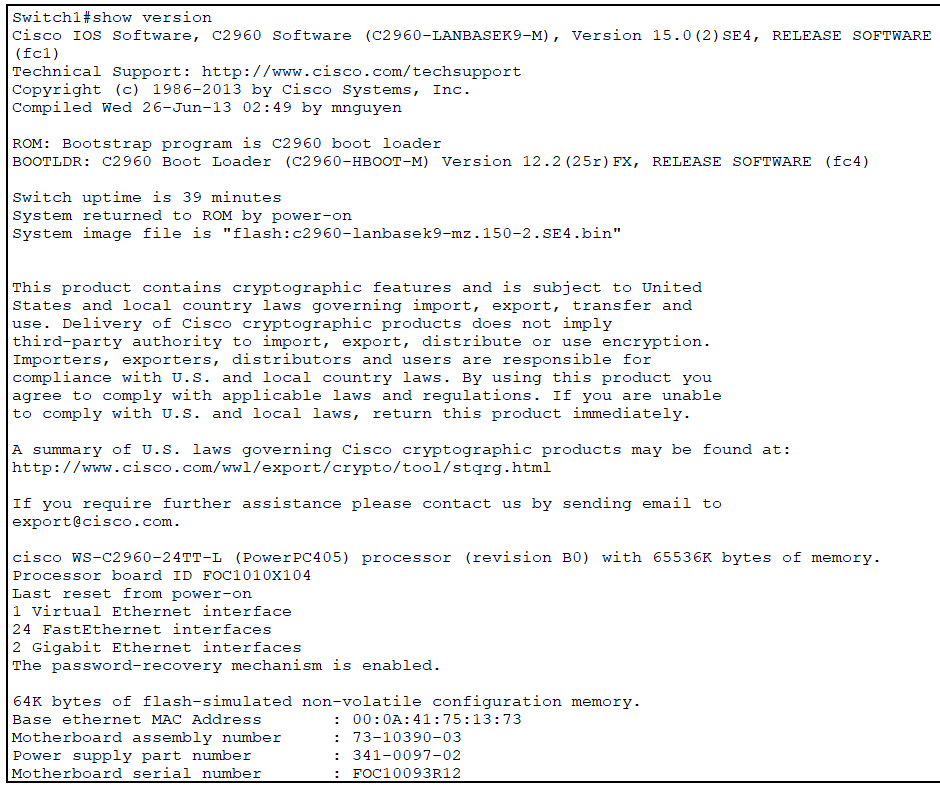 Switch1#show version
Cisco IOS Software, C2960 Software (C2960-LANBASEK9-M), Version 15.0(2)SE4, RELEASE SOFTWARE
(fc1)
Technical Support: http://www.cisco.com/techsupport
Copyright (c) 1986-2013 by Cisco Systems, Inc.
Compiled Wed 26-Jun-13 02:49 by mnguyen
ROM: Bootstrap program is C2960 boot loader
BOOTLDR: C2960 Boot Loader (C2960-HBOOT-M) Version 12.2(25r)FX, RELEASE SOFTWARE (fc4)
Switch uptime is 39 minutes
System returned to ROM by power-on
System image file is "flash:c2960-lanbasek9-mz.150-2.SE4.bin"
This product contains cryptographic features and is subject to United
States and local country laws governing import, export, transfer and
use. Delivery of Cisco cryptographic products does not imply
third-party authority to import, export, distribute or use encryption.
Importers, exporters, distributors and users are responsible for
compliance with U.S. and local country laws. By using this product you
agree to comply with applicable laws and regulations. If you are unable
to comply with U.S. and local laws, return this product immediately.
A summary of U.S. laws governing Cisco cryptographic products may be found at:
http://www.cisco.com/wwl/export/crypto/tool/stqrg.html
If you require further assistance please contact us by sending email to
export@cisco.com.
cisco WS-C2960-24TT-L (PowerPC405) processor (revision B0) with 65536K bytes of memory.
Processor board ID FOC1010X104
Last reset from power-on
1 Virtual Ethernet interface
24 FastEthernet interfaces
2 Gigabit Ethernet interfaces
The password-recovery mechanism is enabled.
64K bytes of flash-simulated non-volatile configuration memory.
Base ethernet MAC Address : 00:0A:41:75:13:73
Motherboard assembly number : 73-10390-03
Power supply part number : 341-0097-02
Motherboard serial number : FOC10093R12